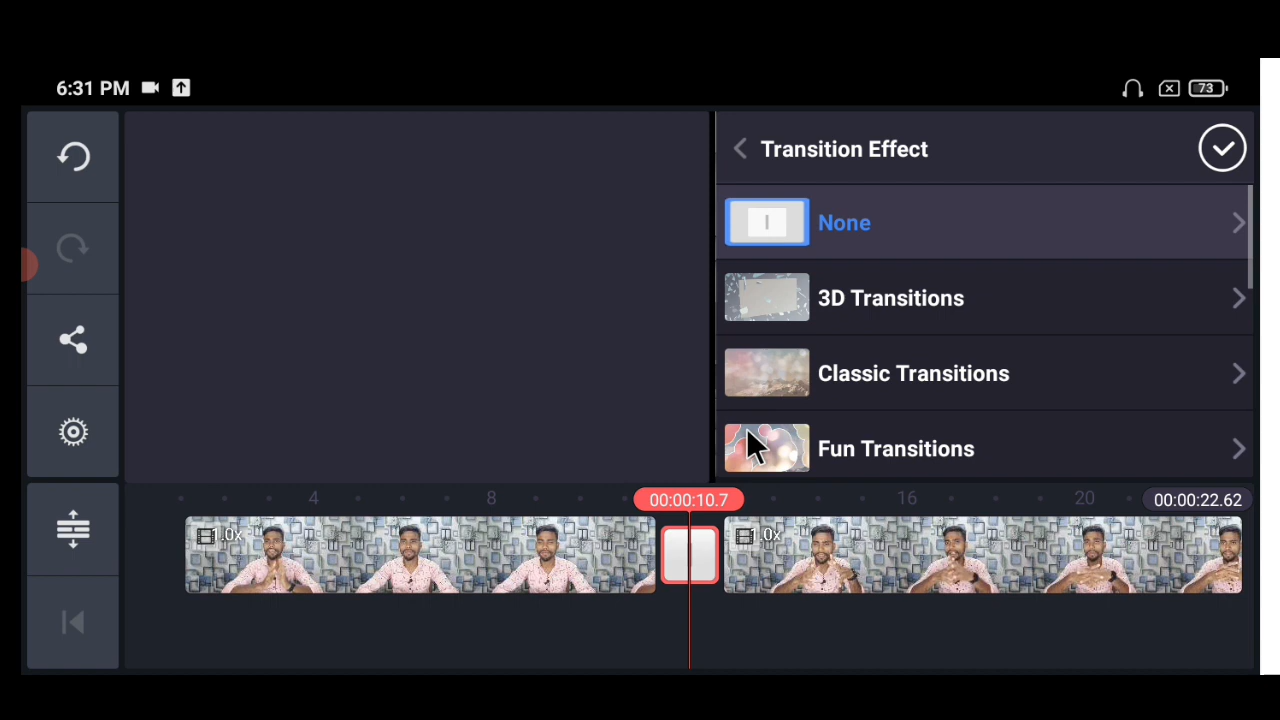 6:31 PM
73
Transition Effect
None
3D Transitions
Classic Transitions
Fun Transitions
4
8
00:00:10.7
16
20
00:00:22.62
1.0x
1.0x